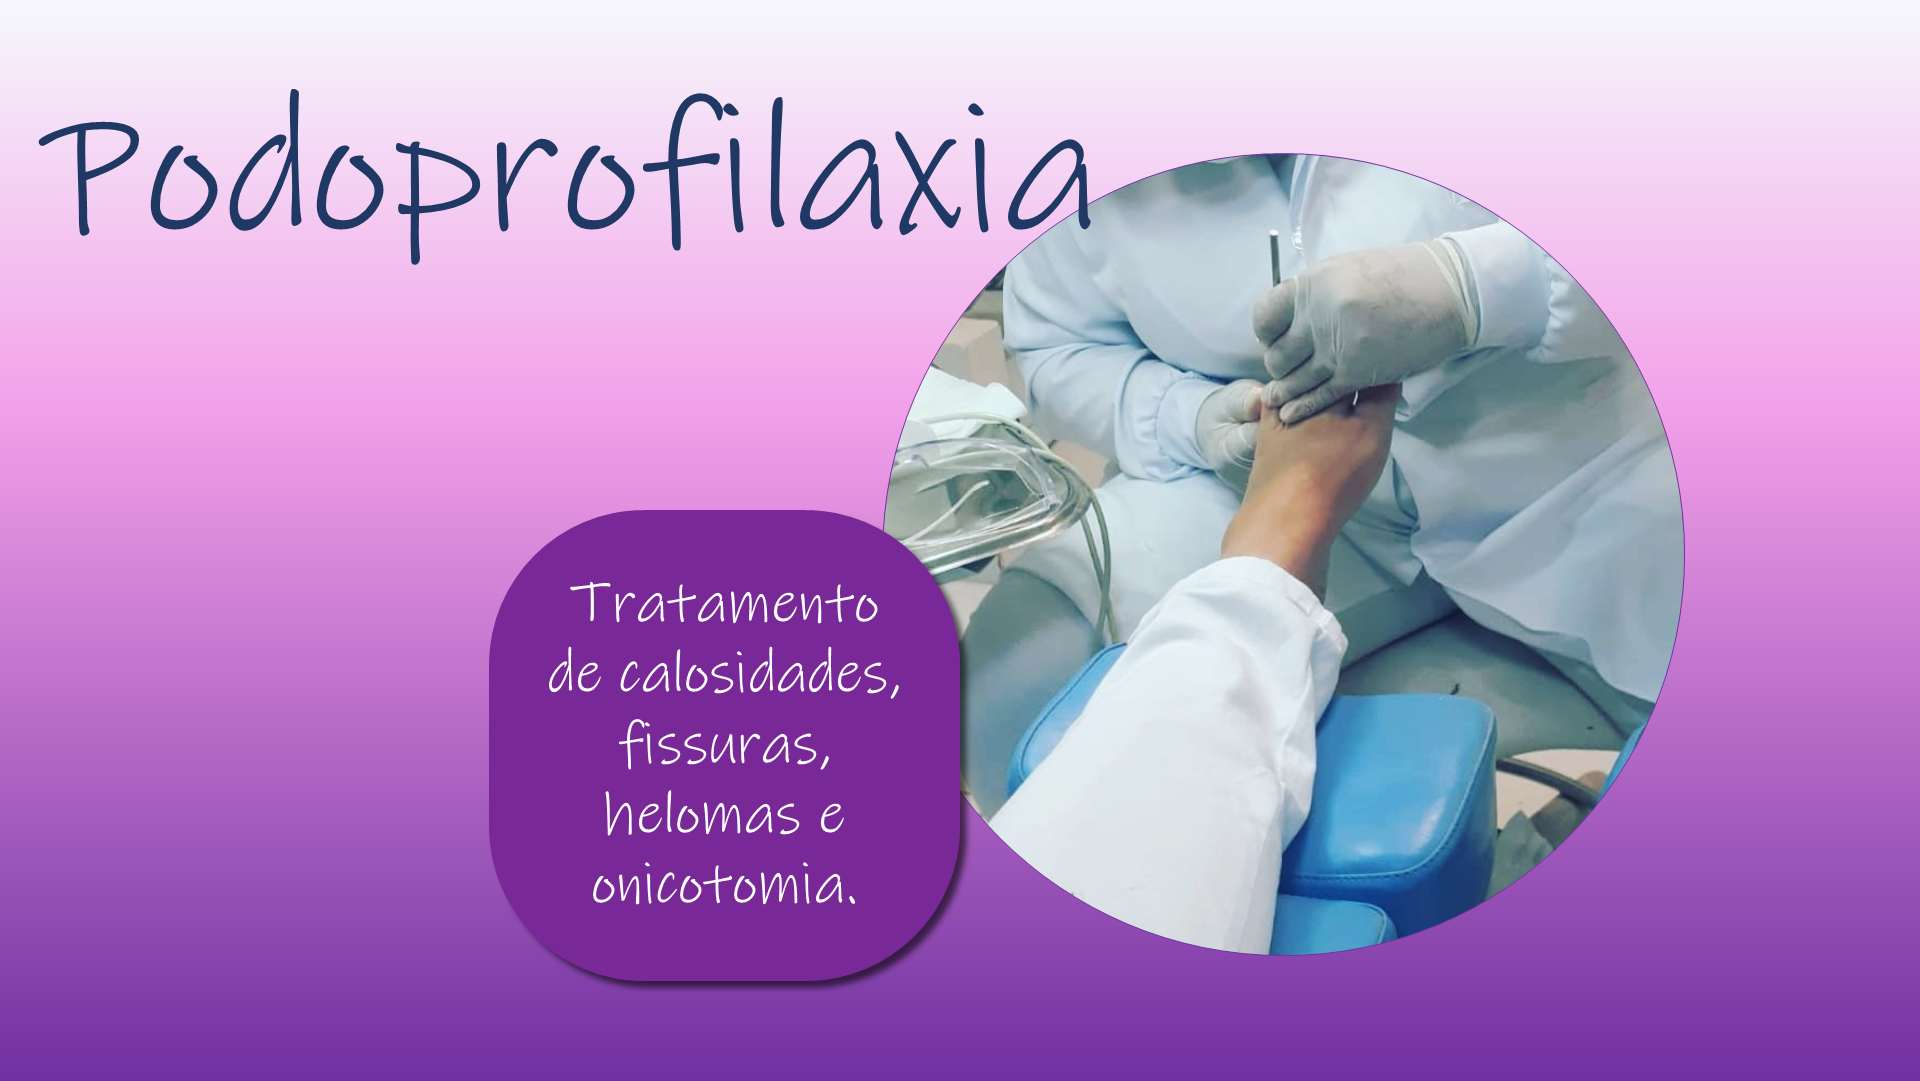 Podoprofilaxia
Tratamento
de calosidades,
fissuras,
helomas e
onicotomia.